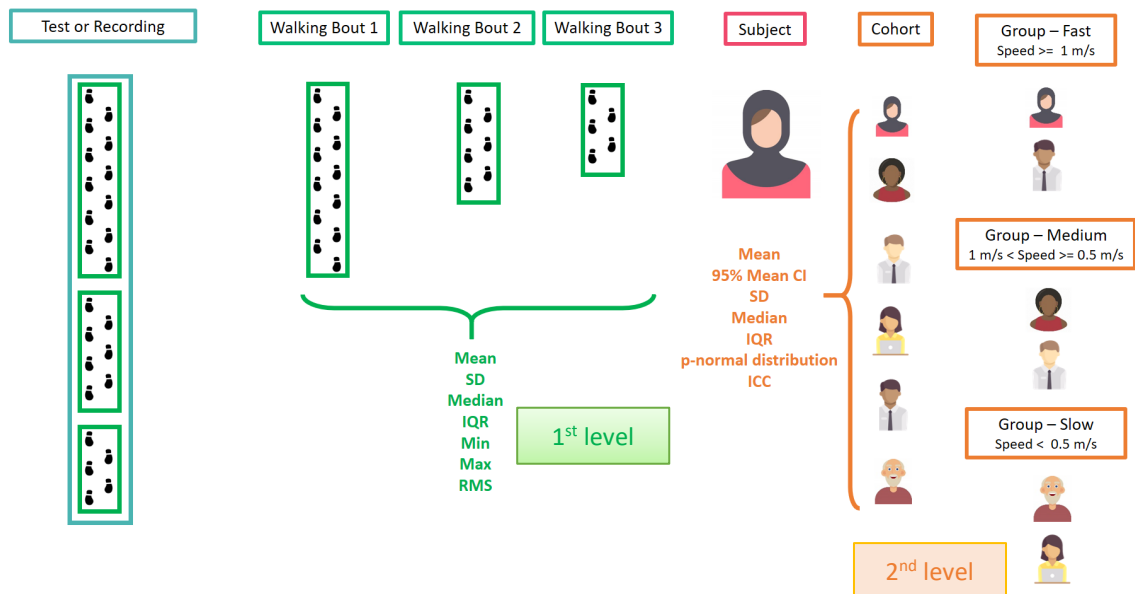 Test or Recording
Walking Bout 1
Walking Bout 2
Walking Bout 3
Subject
Cohort
Group – Fast
Speed >= 1 m/s
Group – Medium
1 m/s < Speed >= 0.5 m/s
Group – Slow
Speed < 0.5 m/s
Mean
SD
Median
IQR
Min
Max
RMS
1st level
Mean
95% Mean CI
SD
Median
IQR
p-normal distribution
ICC
2nd level